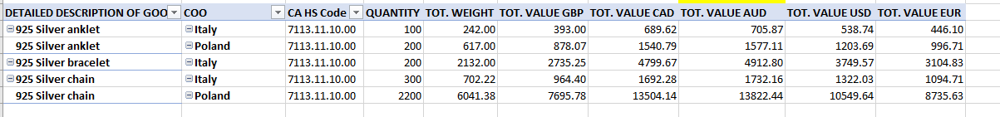 DETAILED DESCRIPTION OF GOO COO CA HS Code QUANTITY TOT. WEIGHT TOT. VALUE GBP TOT. VALUE CAD TOT. VALUE AUD TOT. VALUE USD TOT. VALUE EUR
925 Silver anklet Italy 7113.11.10.00 100 242.00 393.00 689.62 705.87 538.74 446.10
925 Silver anklet Poland 7113.11.10.00 200 617.00 878.07 1540.79 1577.11 1203.69 996.71
925 Silver bracelet Italy 7113.11.10.00 200 2132.00 2735.25 4799.67 4912.80 3749.57 3104.83
925 Silver chain Italy 7113.11.10.00 300 702.22 964.40 1692.28 1732.16 1322.03 1094.71
925 Silver chain Poland 7113.11.10.00 2200 6041.38 7695.78 13504.14 13822.44 10549.64 8735.63